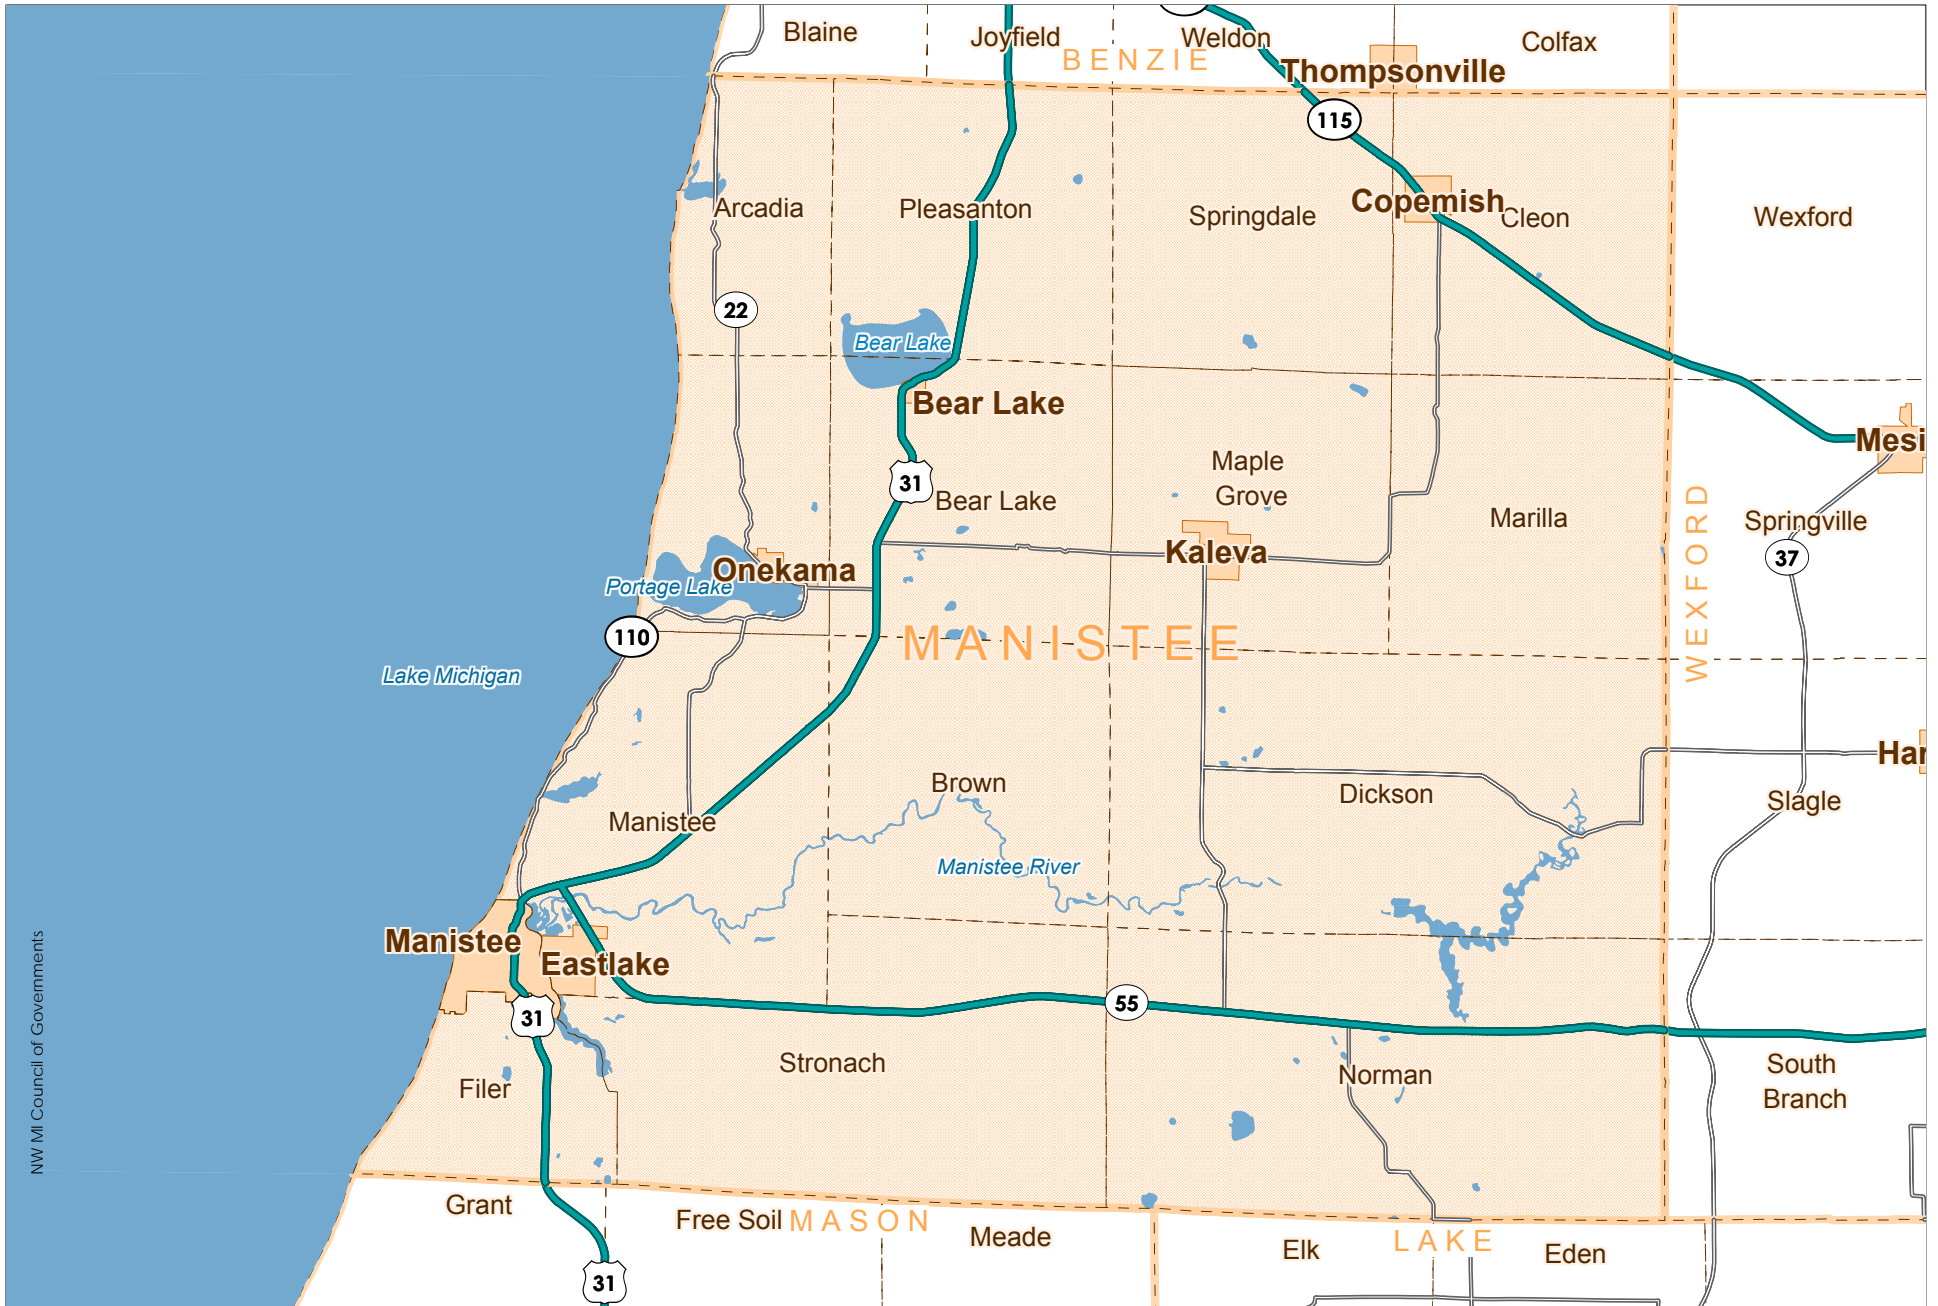 Blaine
Joyfield
Weldon
Colfax
BENZIE
Thompsonville
115
Arcadia
Pleasanton
Springdale
Copemish
Cleon
Wexford
22
Bear Lake
Bear Lake
Mesi
31
Bear Lake
Maple
Grove
Marilla
WEXFORD
Springville
37
Kaleva
Onekama
Portage Lake
110
MANISTEE
Lake Michigan
Har
Brown
Dickson
Slagle
Manistee
Manistee River
Manistee
Eastlake
31
55
Stronach
Filer
Norman
South
Branch
NW MI Council of Governments
Grant
Free Soil
MASON
Meade
Elk
LAKE
Eden
31